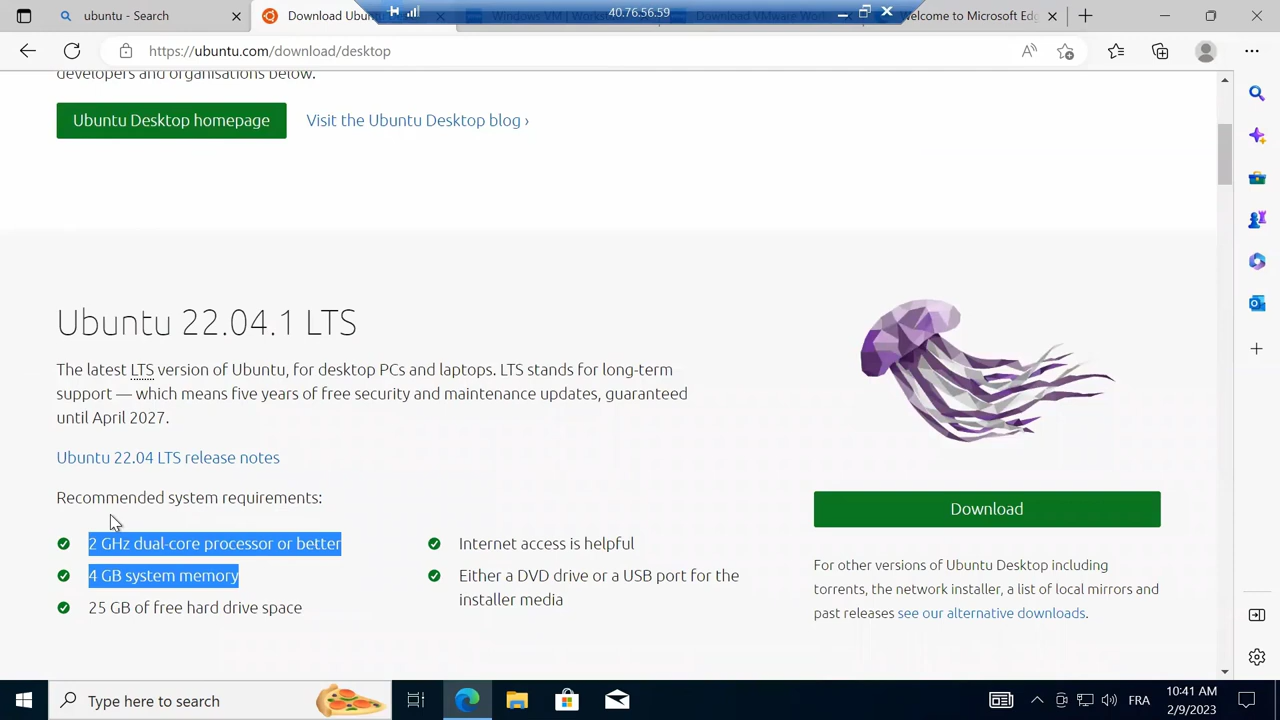 ubuntu - Search
Download Ubuntu
40.76.56.59
Windows VM | Works
Download VMware Work
Welcome to Microsoft Edg
https://ubuntu.com/download/desktop
developers and organisations below.
Ubuntu Desktop homepage
Visit the Ubuntu Desktop blog ›
Ubuntu 22.04.1 LTS
The latest LTS version of Ubuntu, for desktop PCs and laptops. LTS stands for long-term
support — which means five years of free security and maintenance updates, guaranteed
until April 2027.
Ubuntu 22.04 LTS release notes
Recommended system requirements:
2 GHz dual-core processor or better
4 GB system memory
25 GB of free hard drive space
Internet access is helpful
Either a DVD drive or a USB port for the
installer media
Download
For other versions of Ubuntu Desktop including
torrents, the network installer, a list of local mirrors and
past releases see our alternative downloads.
Type here to search
FRA
10:41 AM
2/9/2023